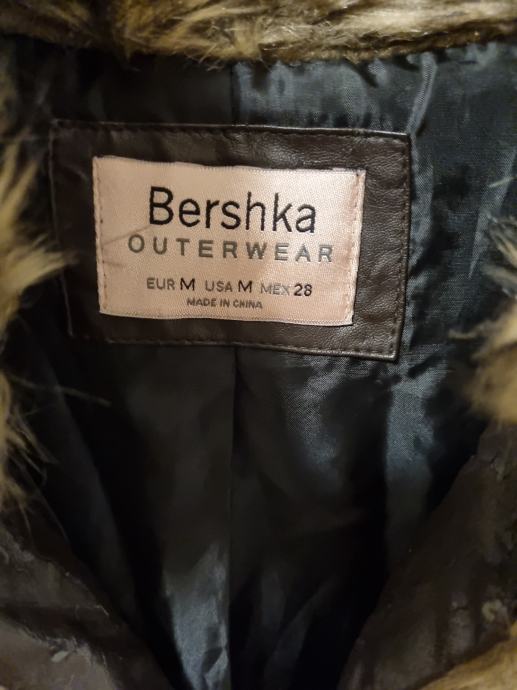 Bershka
OUTERWEAR
EUR M USA M MEX 28
MADE IN CHINA